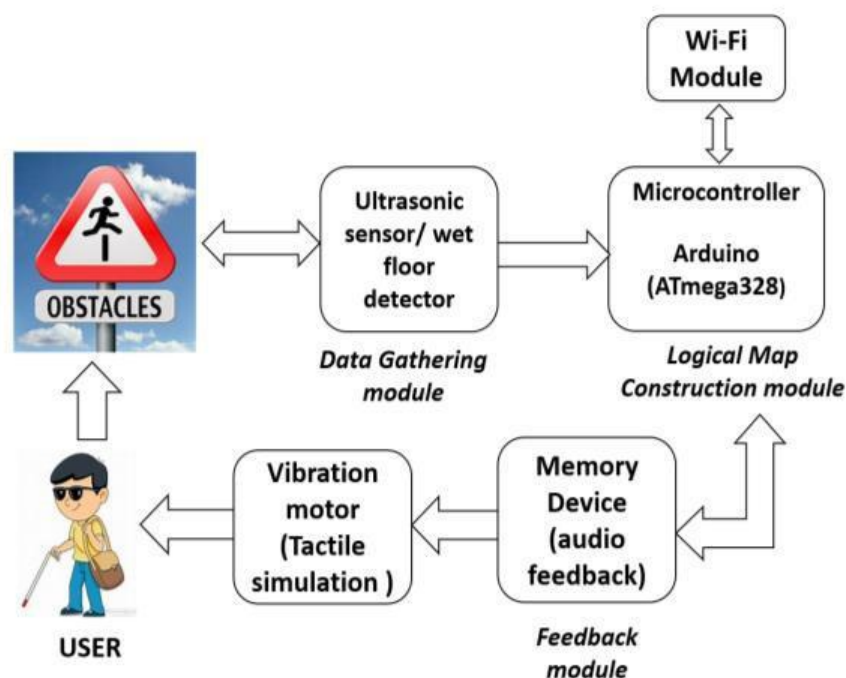 Wi-Fi
Module
OBSTACLES
Ultrasonic
sensor/ wet
floor
detector
Data Gathering
module
Microcontroller
Arduino
(ATmega328)
Logical Map
Construction module
USER
Vibration
motor
(Tactile
simulation )
Memory
Device
(audio
feedback)
Feedback
module